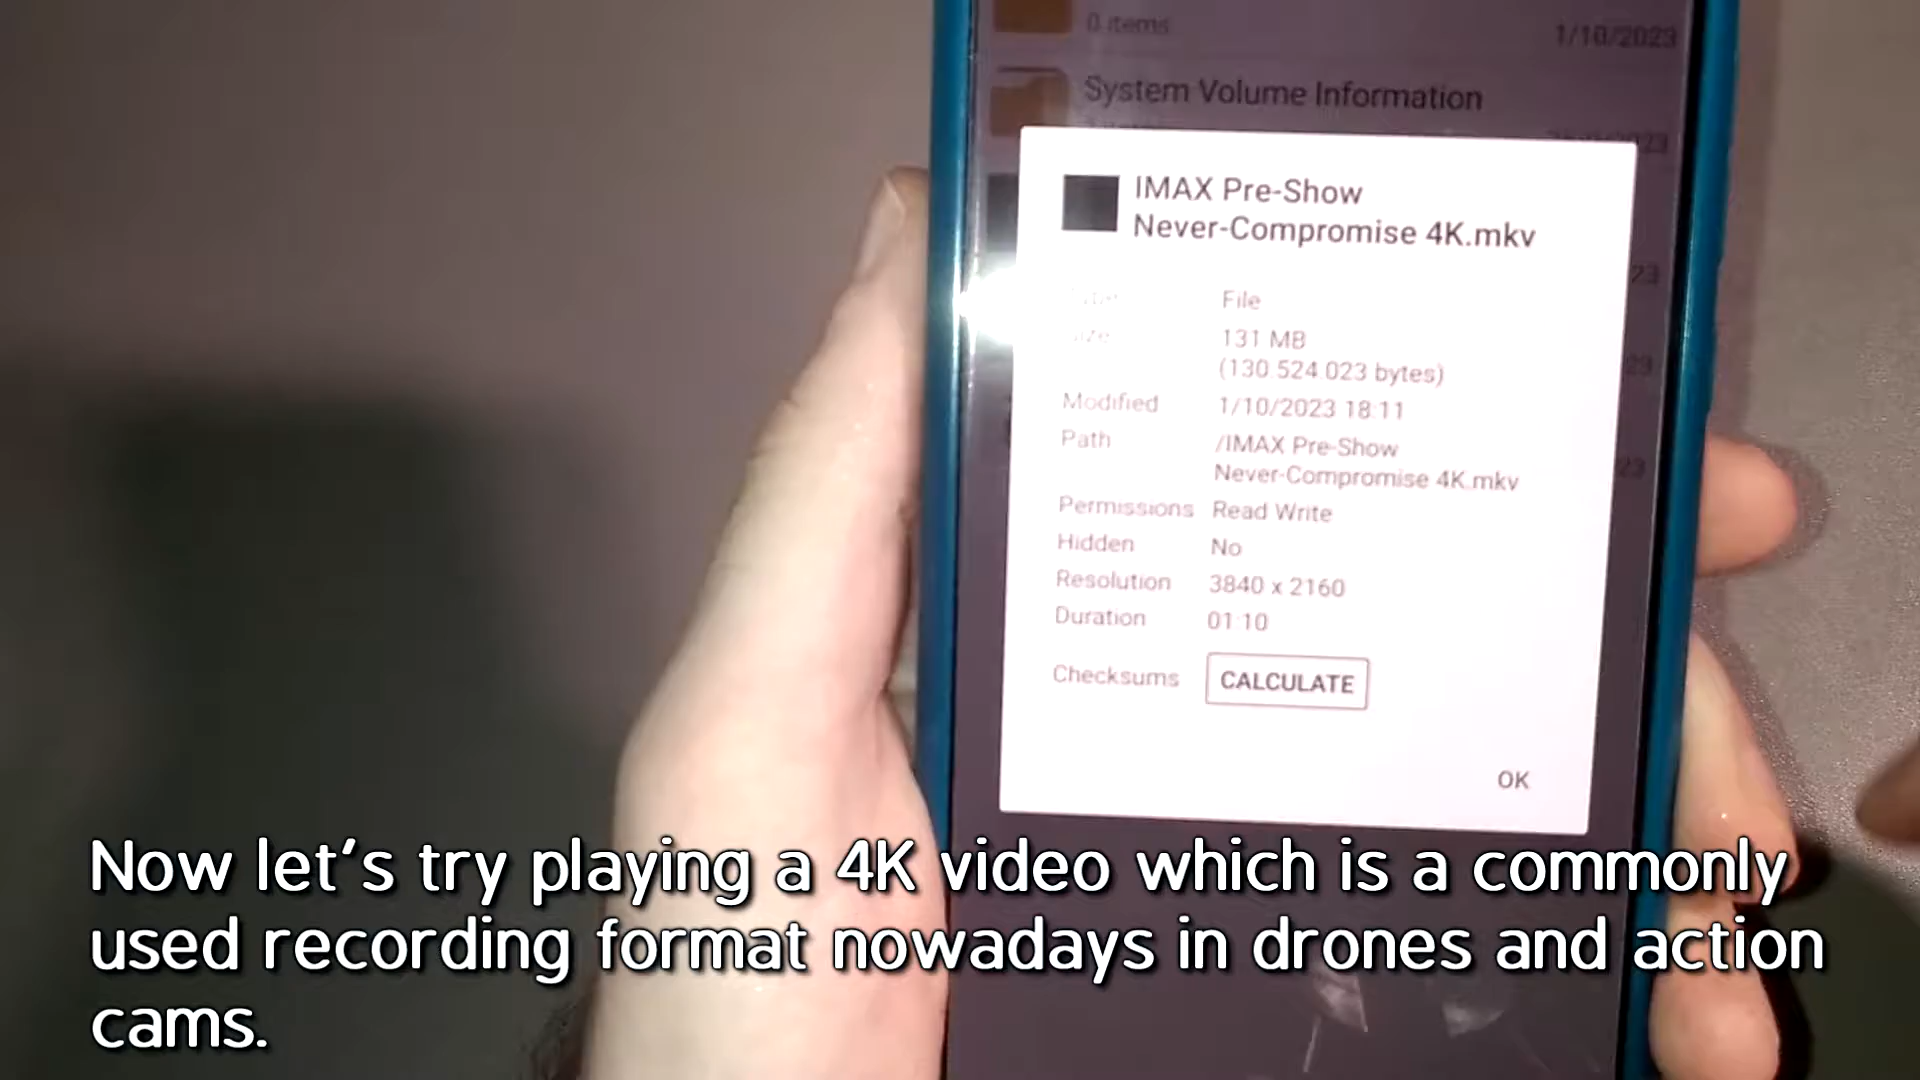 0 items
1/10/2023
System Volume Information
IMAX Pre-Show
Never-Compromise 4K.mkv
File
131 MB
(130 524 023 bytes)
Modified 1/10/2023 18:11
Path /IMAX Pre-Show
Never-Compromise 4K.mkv
Permissions Read Write
Hidden No
Resolution 3840 x 2160
Duration 01:10
Checksums CALCULATE
OK
Now let's try playing a 4K video which is a commonly
used recording format nowadays in drones and action
cams.